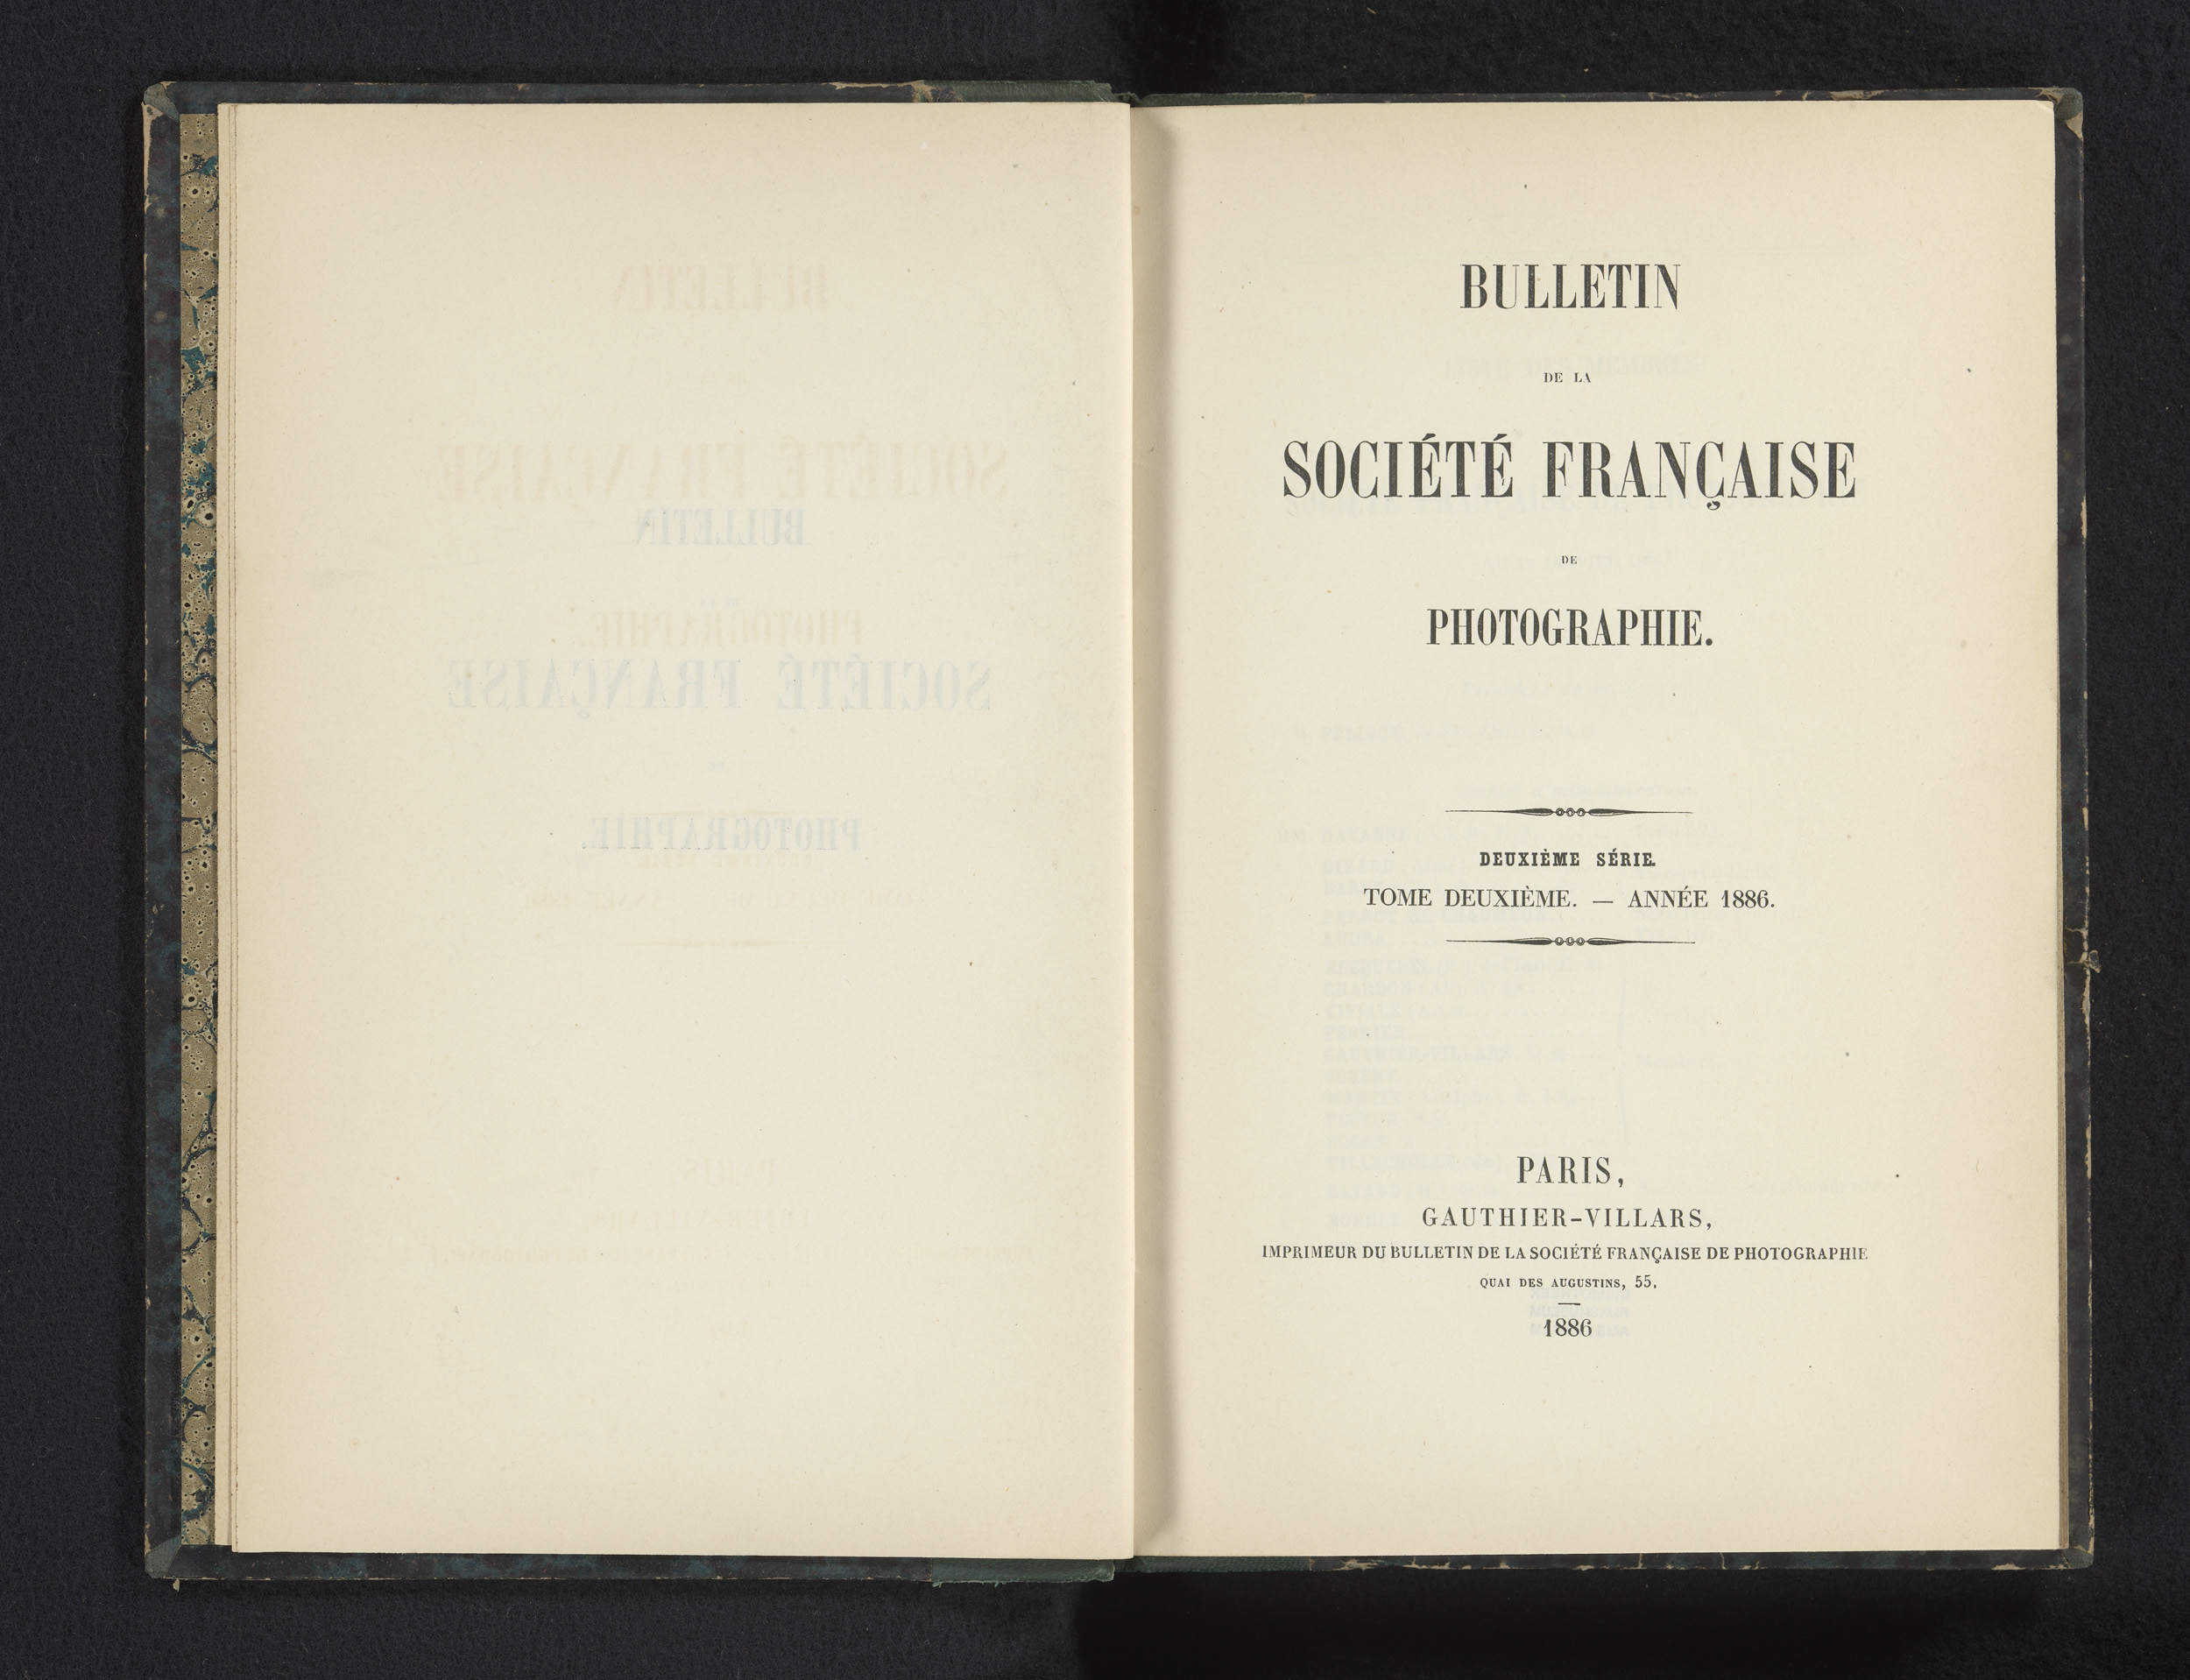 BULLETIN
DE LA
SOCIÉTÉ FRANÇAISE
DE
PHOTOGRAPHIE.
DEUXIÈME SÉRIE.
TOME DEUXIÈME. — ANNÉE 1886.
PARIS,
GAUTHIER-VILLARS,
IMPRIMEUR DU BULLETIN DE LA SOCIÉTÉ FRANÇAISE DE PHOTOGRAPHIE
QUAI DES AUGUSTINS, 55.
1886